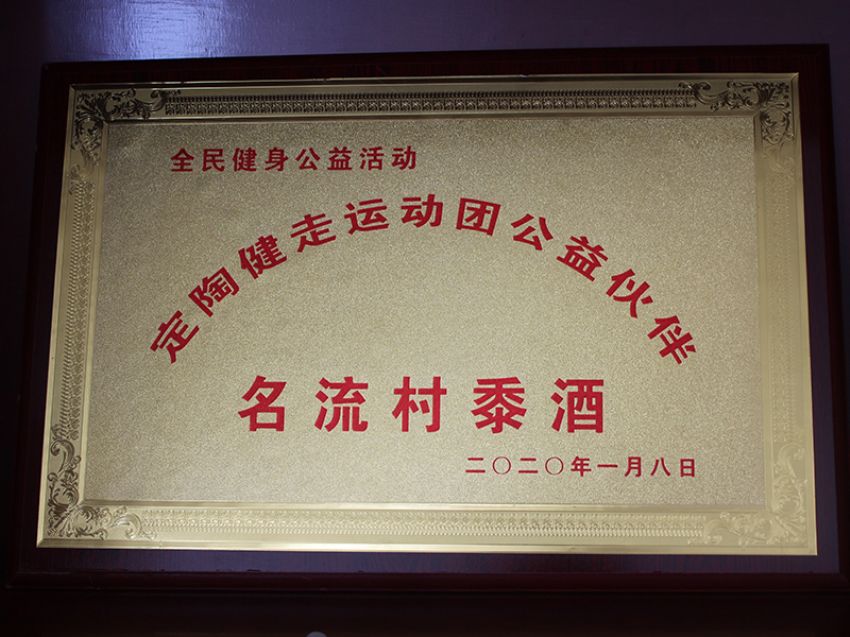 全民健身公益活动
定陶健走运动团公益伙伴
名流村黍酒
二〇二〇年一月八日